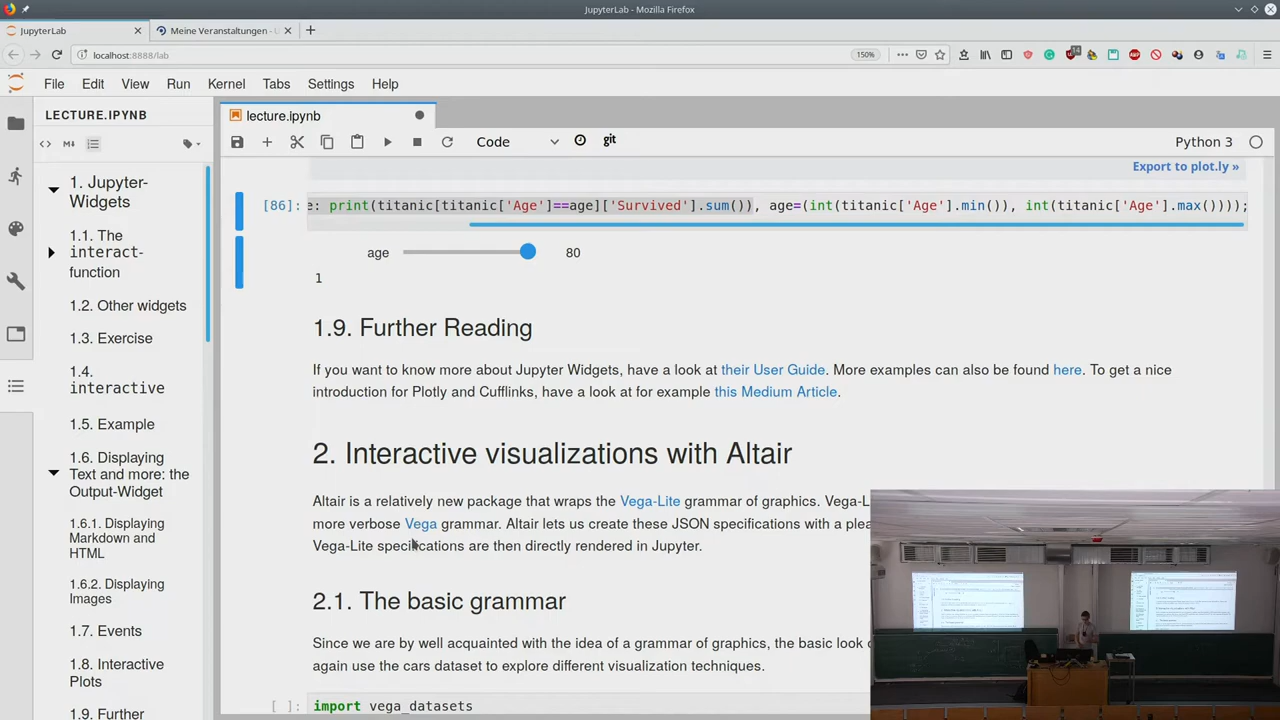 JupyterLab - Mozilla Firefox
JupyterLab
Meine Veranstaltungen -
localhost:8888/lab
150%
14
File Edit View Run Kernel Tabs Settings Help
LECTURE.IPYNB
lecture.ipynb
Code
git
Python 3
1. Jupyter-
Widgets
1.1. The
interact-
function
1.2. Other widgets
1.3. Exercise
1.4.
interactive
1.5. Example
1.6. Displaying
Text and more: the
Output-Widget
1.6.1. Displaying
Markdown and
HTML
1.6.2. Displaying
Images
1.7. Events
1.8. Interactive
Plots
1.9. Further
Export to plot.ly »
[86]: e: print(titanic[titanic['Age']==age]['Survived'].sum()), age=(int(titanic['Age'].min()), int(titanic['Age'].max())));
age 80
1
1.9. Further Reading
If you want to know more about Jupyter Widgets, have a look at their User Guide. More examples can also be found here. To get a nice
introduction for Plotly and Cufflinks, have a look at for example this Medium Article.
2. Interactive visualizations with Altair
Altair is a relatively new package that wraps the Vega-Lite grammar of graphics. Vega-L
more verbose Vega grammar. Altair lets us create these JSON specifications with a plea
Vega-Lite specifications are then directly rendered in Jupyter.
2.1. The basic grammar
Since we are by well acquainted with the idea of a grammar of graphics, the basic look o
again use the cars dataset to explore different visualization techniques.
[ ]: import vega_datasets